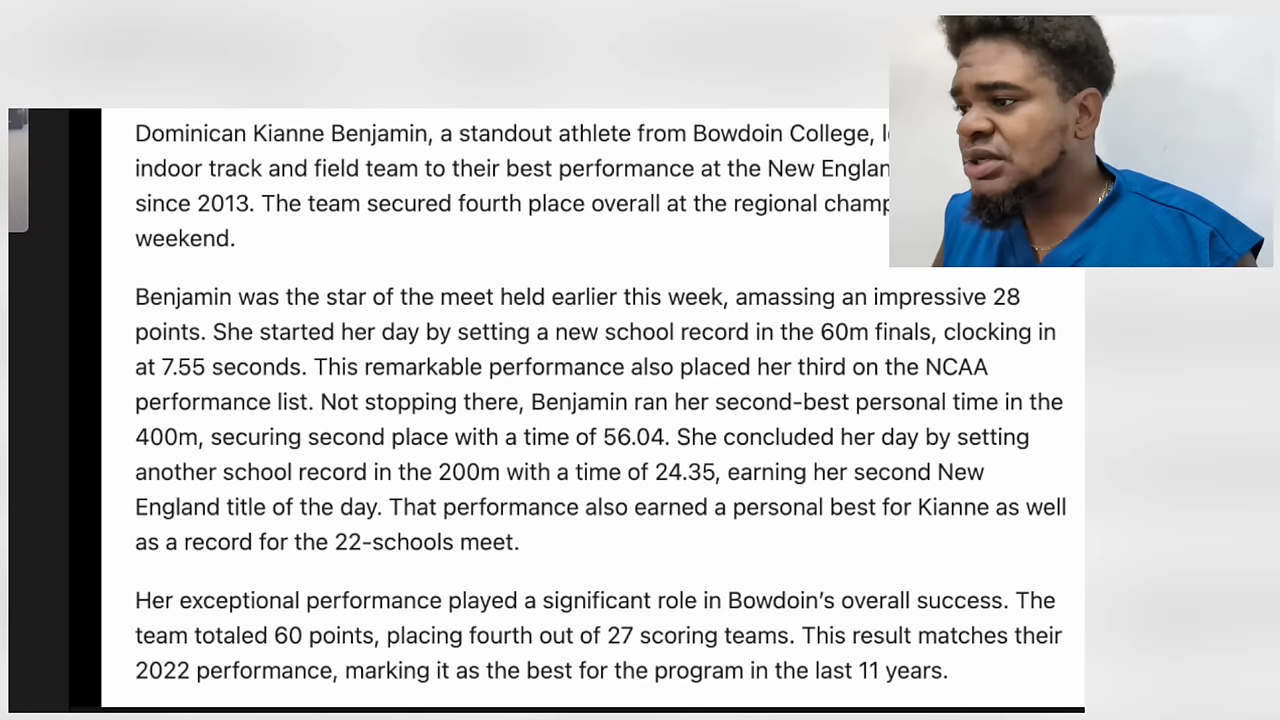 Dominican Kianne Benjamin, a standout athlete from Bowdoin College,
indoor track and field team to their best performance at the New
since 2013. The team secured fourth place overall at the regional
weekend.
Benjamin was the star of the meet held earlier this week, amassing an impressive 28
points. She started her day by setting a new school record in the 60m finals, clocking in
at 7.55 seconds. This remarkable performance also placed her third on the NCAA
performance list. Not stopping there, Benjamin ran her second-best personal time in the
400m, securing second place with a time of 56.04. She concluded her day by setting
another school record in the 200m with a time of 24.35, earning her second New
England title of the day. That performance also earned a personal best for Kianne as well
as a record for the 22-schools meet.
Her exceptional performance played a significant role in Bowdoin’s overall success. The
team totaled 60 points, placing fourth out of 27 scoring teams. This result matches their
2022 performance, marking it as the best for the program in the last 11 years.